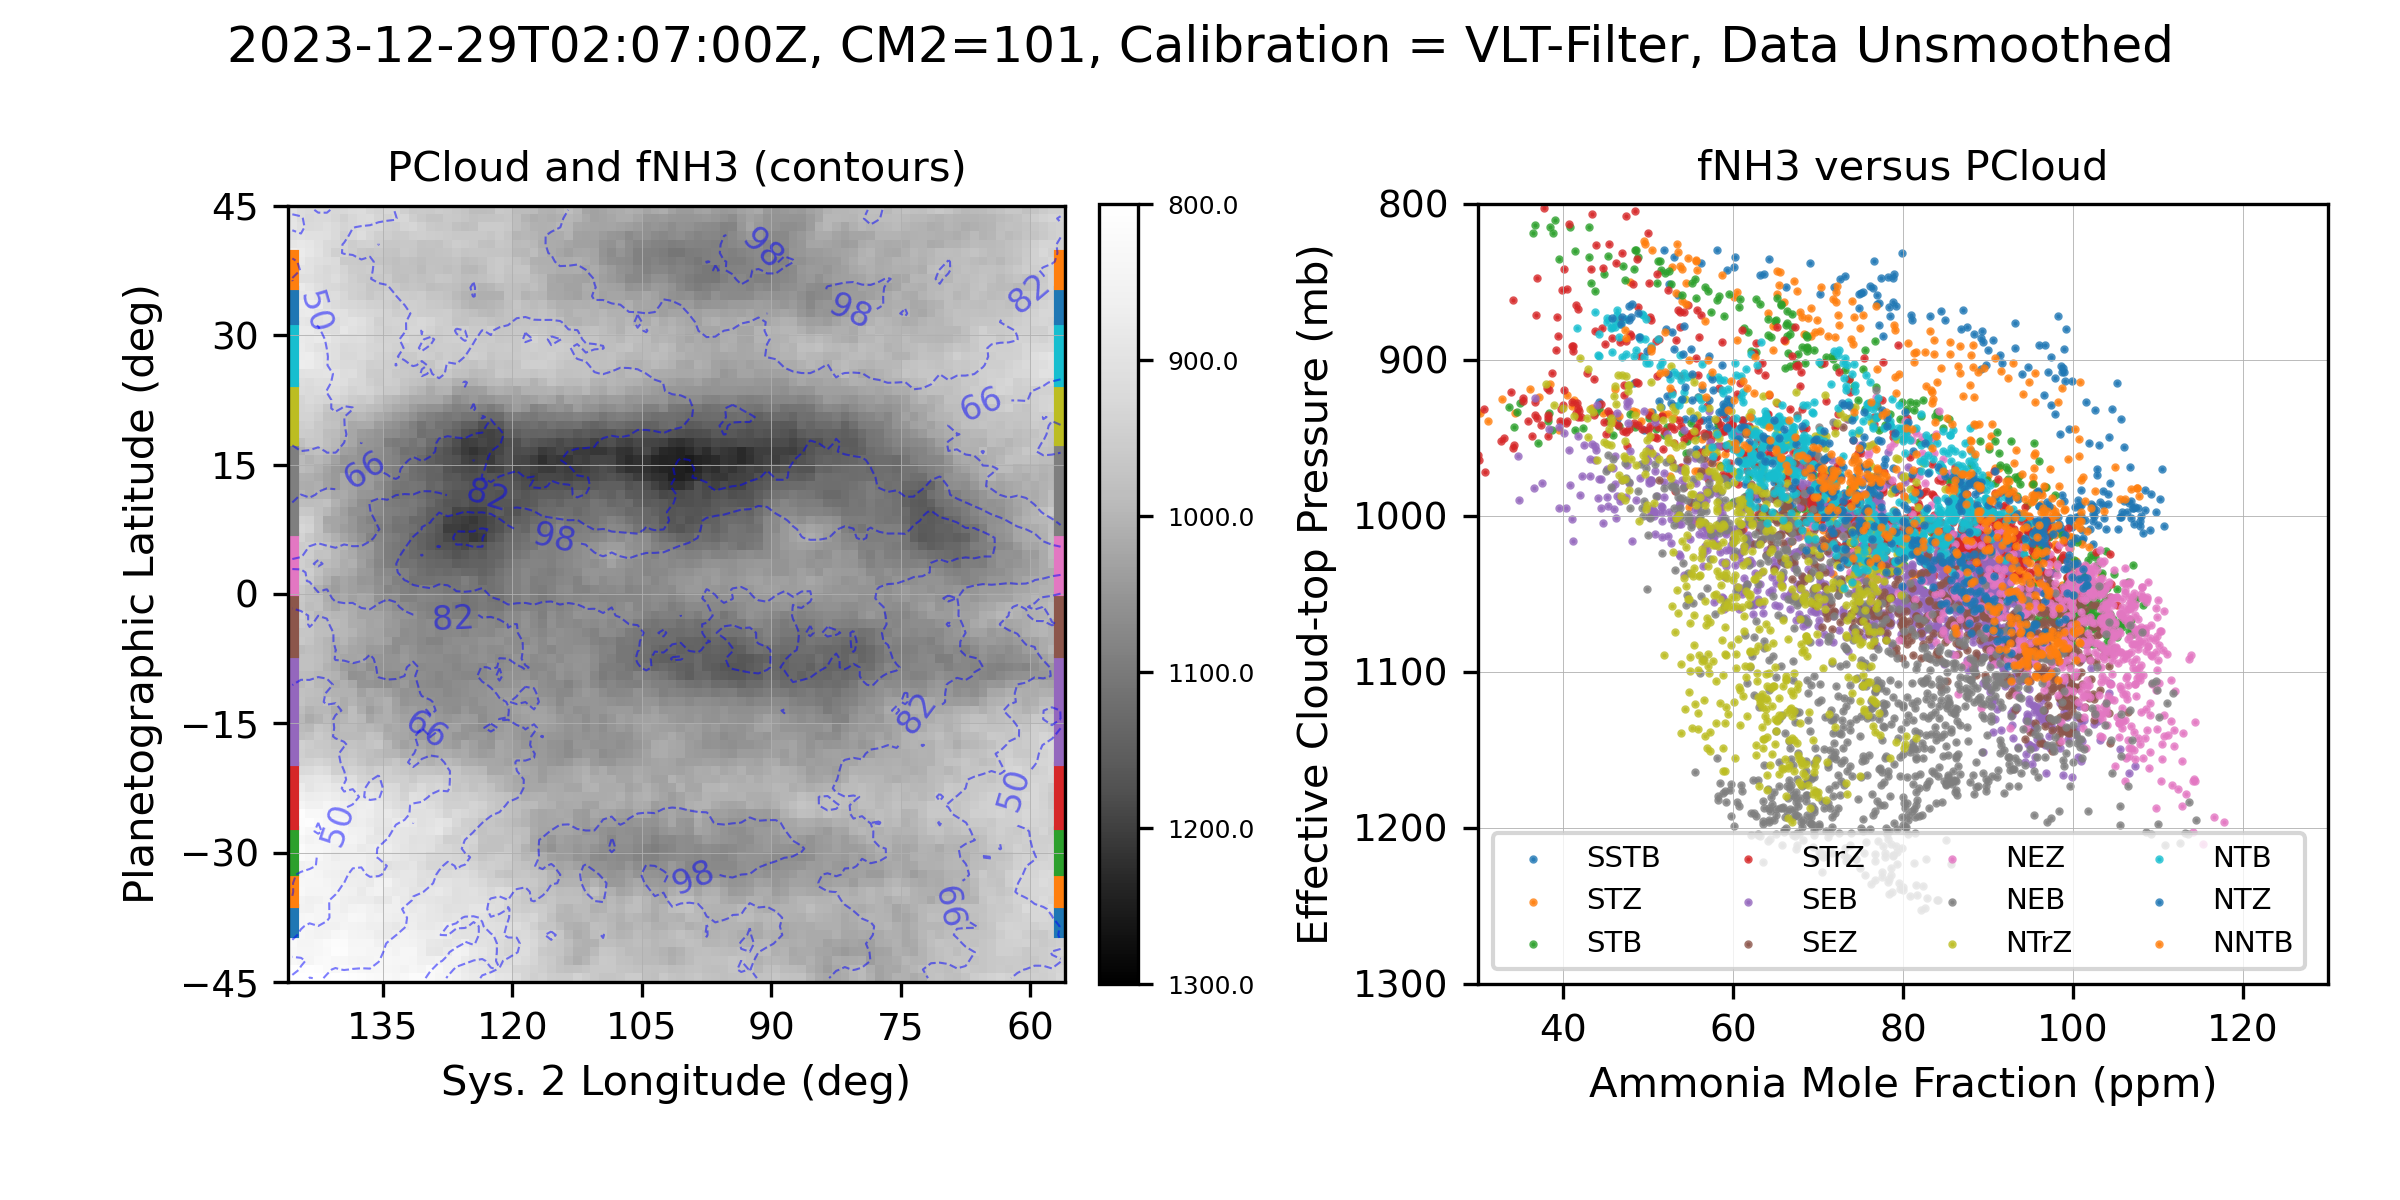 2023-12-29T02:07:00Z, CM2=101, Calibration = VLT-Filter, Data Unsmoothed
PCloud and fNH3 (contours)
Planetographic Latitude (deg)
45
30
15
0
−15
−30
−45
135
120
105
90
75
60
Sys. 2 Longitude (deg)
98
98
82
50
66
66
82
98
82
66
82
50
50
98
66
800.0
900.0
1000.0
1100.0
1200.0
1300.0
fNH3 versus PCloud
Effective Cloud-top Pressure (mb)
800
900
1000
1100
1200
1300
SSTB
STZ
STB
STrZ
SEB
SEZ
NEZ
NEB
NTrZ
NTB
NTZ
NNTB
40
60
80
100
120
Ammonia Mole Fraction (ppm)